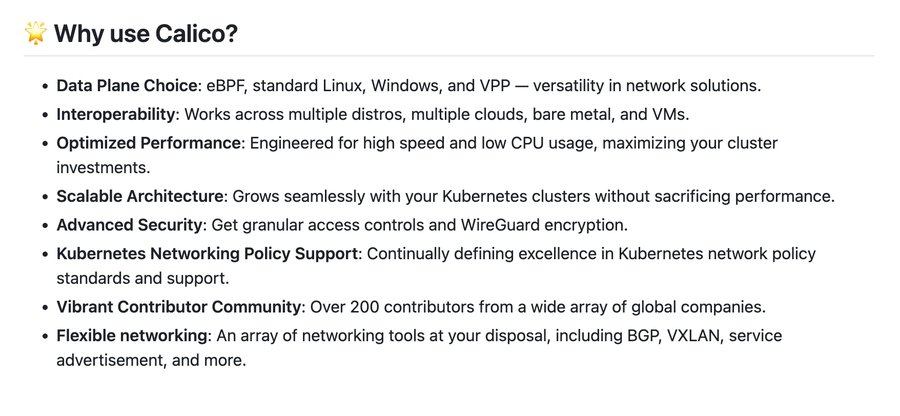 🌟 Why use Calico?
• Data Plane Choice: eBPF, standard Linux, Windows, and VPP — versatility in network solutions.
• Interoperability: Works across multiple distros, multiple clouds, bare metal, and VMs.
• Optimized Performance: Engineered for high speed and low CPU usage, maximizing your cluster
investments.
• Scalable Architecture: Grows seamlessly with your Kubernetes clusters without sacrificing performance.
• Advanced Security: Get granular access controls and WireGuard encryption.
• Kubernetes Networking Policy Support: Continually defining excellence in Kubernetes network policy
standards and support.
• Vibrant Contributor Community: Over 200 contributors from a wide array of global companies.
• Flexible networking: An array of networking tools at your disposal, including BGP, VXLAN, service
advertisement, and more.